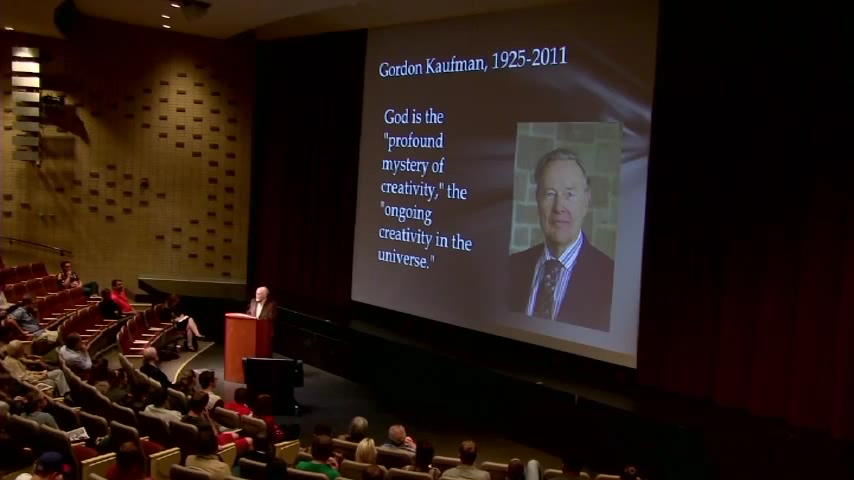 Gordon Kaufman, 1925-2011
God is the
"profound
mystery of
creativity," the
"ongoing
creativity in the
universe."